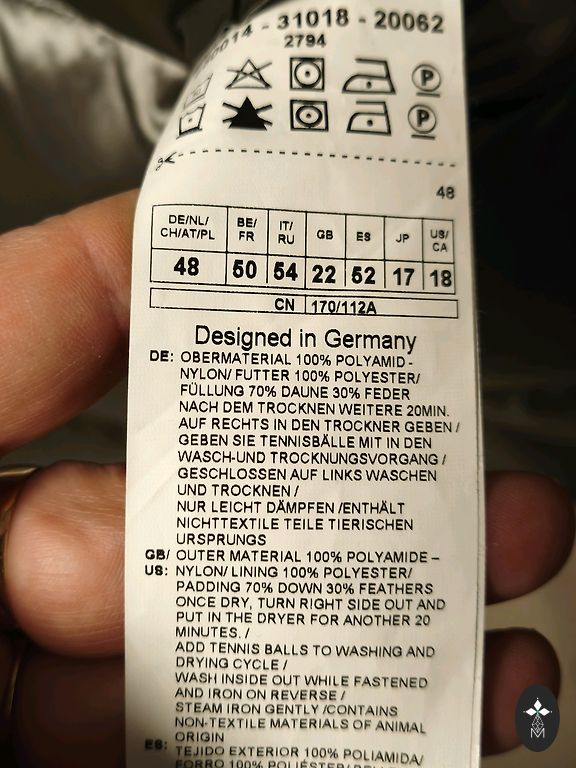 0014 - 31018 - 20062
2794
P
P
48
DE/NL/ CH/AT/PL BE/ FR IT/ RU GB ES JP US/ CA
48 50 54 22 52 17 18
CN 170/112A
Designed in Germany
DE: OBERMATERIAL 100% POLYAMID -
NYLON/ FUTTER 100% POLYESTER/
FÜLLUNG 70% DAUNE 30% FEDER
NACH DEM TROCKNEN WEITERE 20MIN.
AUF RECHTS IN DEN TROCKNER GEBEN /
GEBEN SIE TENNISBÄLLE MIT IN DEN
WASCH-UND TROCKNUNGSVORGANG /
GESCHLOSSEN AUF LINKS WASCHEN
UND TROCKNEN /
NUR LEICHT DÄMPFEN /ENTHÄLT
NICHTTEXTILE TEILE TIERISCHEN
URSPRUNGS
GB/ OUTER MATERIAL 100% POLYAMIDE –
US: NYLON/ LINING 100% POLYESTER/
PADDING 70% DOWN 30% FEATHERS
ONCE DRY, TURN RIGHT SIDE OUT AND
PUT IN THE DRYER FOR ANOTHER 20
MINUTES. /
ADD TENNIS BALLS TO WASHING AND
DRYING CYCLE /
WASH INSIDE OUT WHILE FASTENED
AND IRON ON REVERSE /
STEAM IRON GENTLY /CONTAINS
NON-TEXTILE MATERIALS OF ANIMAL
ORIGIN
ES: TEJIDO EXTERIOR 100% POLIAMIDA/
FORRO 100% POLIÉSTER/
M